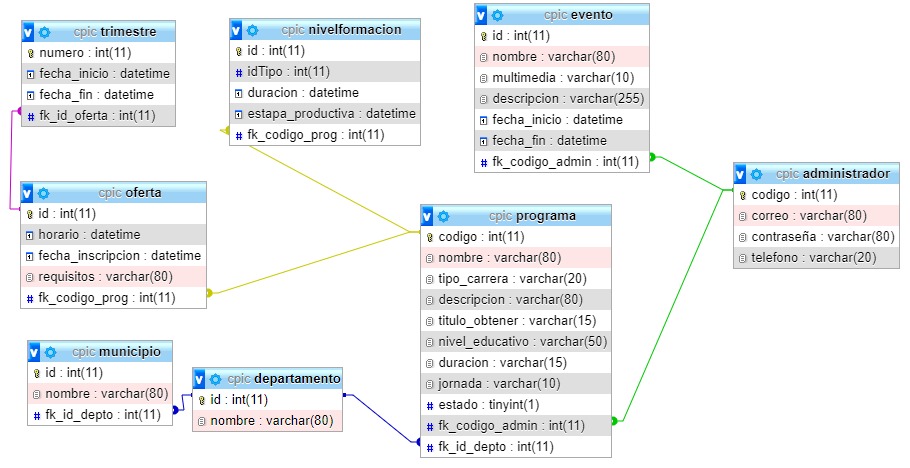 cpic trimestre
numero : int(11)
fecha_inicio : datetime
fecha_fin : datetime
fk_id_oferta : int(11)
cpic nivelformacion
id : int(11)
idTipo : int(11)
duracion : datetime
estapa_productiva : datetime
fk_codigo_prog : int(11)
cpic evento
id : int(11)
nombre : varchar(80)
multimedia : varchar(10)
descripcion : varchar(255)
fecha_inicio : datetime
fecha_fin : datetime
fk_codigo_admin : int(11)
cpic administrador
codigo : int(11)
correo : varchar(80)
contraseña : varchar(80)
telefono : varchar(20)
cpic oferta
id : int(11)
horario : datetime
fecha_inscripcion : datetime
requisitos : varchar(80)
fk_codigo_prog : int(11)
cpic programa
codigo : int(11)
nombre : varchar(80)
tipo_carrera : varchar(20)
descripcion : varchar(80)
titulo_obtener : varchar(15)
nivel_educativo : varchar(50)
duracion : varchar(15)
jornada : varchar(10)
estado : tinyint(1)
fk_codigo_admin : int(11)
fk_id_depto : int(11)
cpic municipio
id : int(11)
nombre : varchar(80)
fk_id_depto : int(11)
cpic departamento
id : int(11)
nombre : varchar(80)